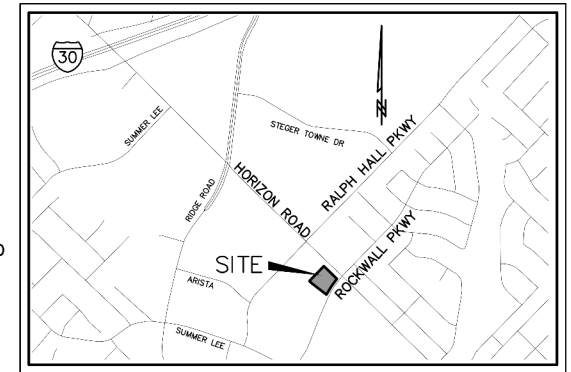 30
SUMMER LEE
STEGER TOWNE DR
RALPH HALL PKWY
HORIZON ROAD
RIDGE ROAD
N
SITE
ROCKWALL PKWY
ARISTA
SUMMER LEE